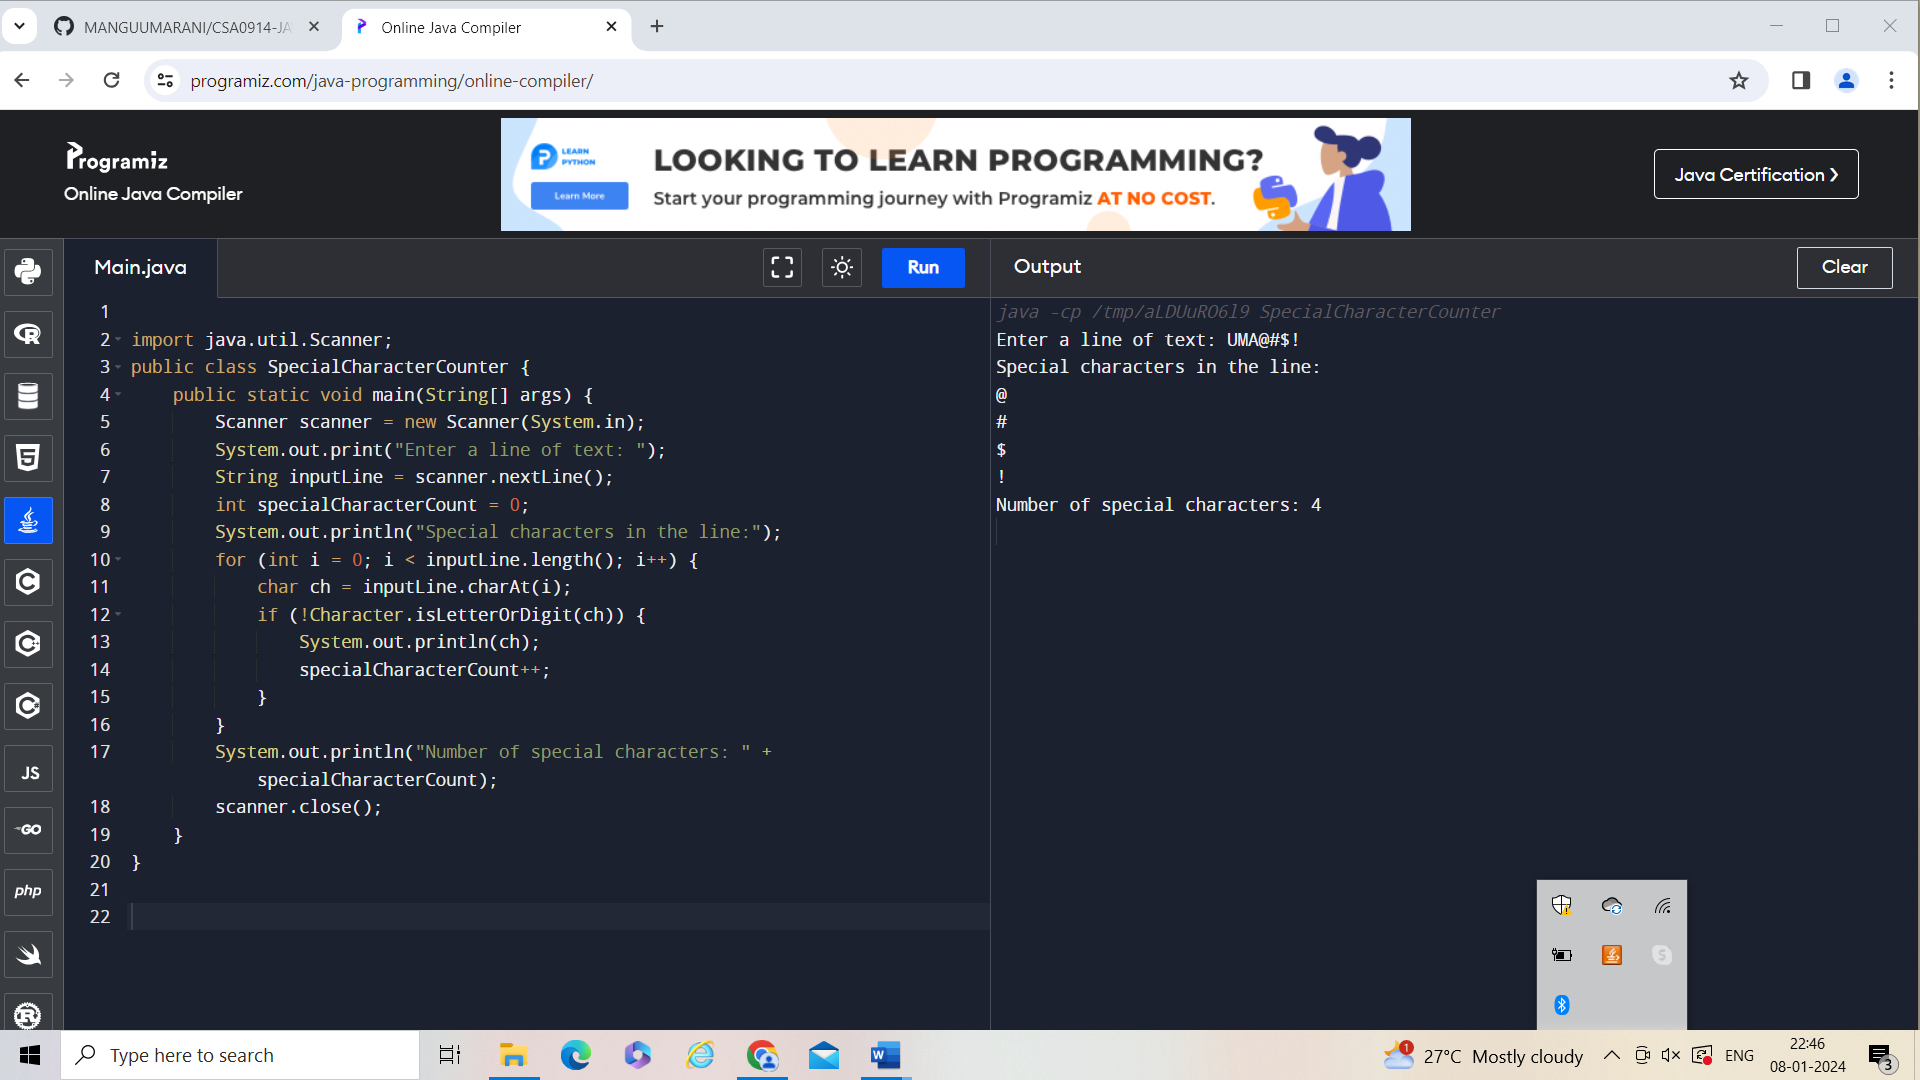 MANGUUMARANI/CSA0914-JA
Online Java Compiler
programiz.com/java-programming/online-compiler/
Programiz
Online Java Compiler
LEARN PYTHON
Learn More
LOOKING TO LEARN PROGRAMMING?
Start your programming journey with Programiz AT NO COST.
Java Certification
Main.java
Run
Output
Clear
1
2 import java.util.Scanner;
3 public class SpecialCharacterCounter {
4     public static void main(String[] args) {
5         Scanner scanner = new Scanner(System.in);
6         System.out.print("Enter a line of text: ");
7         String inputLine = scanner.nextLine();
8         int specialCharacterCount = 0;
9         System.out.println("Special characters in the line:");
10         for (int i = 0; i < inputLine.length(); i++) {
11             char ch = inputLine.charAt(i);
12             if (!Character.isLetterOrDigit(ch)) {
13                 System.out.println(ch);
14                 specialCharacterCount++;
15             }
16         }
17         System.out.println("Number of special characters: " +
            specialCharacterCount);
18         scanner.close();
19     }
20 }
21
22
java -cp /tmp/aLDUuRO6l9 SpecialCharacterCounter
Enter a line of text: UMA@#$!
Special characters in the line:
@
#
$
!
Number of special characters: 4
JS
GO
php
Type here to search
1
27°C Mostly cloudy
ENG
22:46
08-01-2024
3